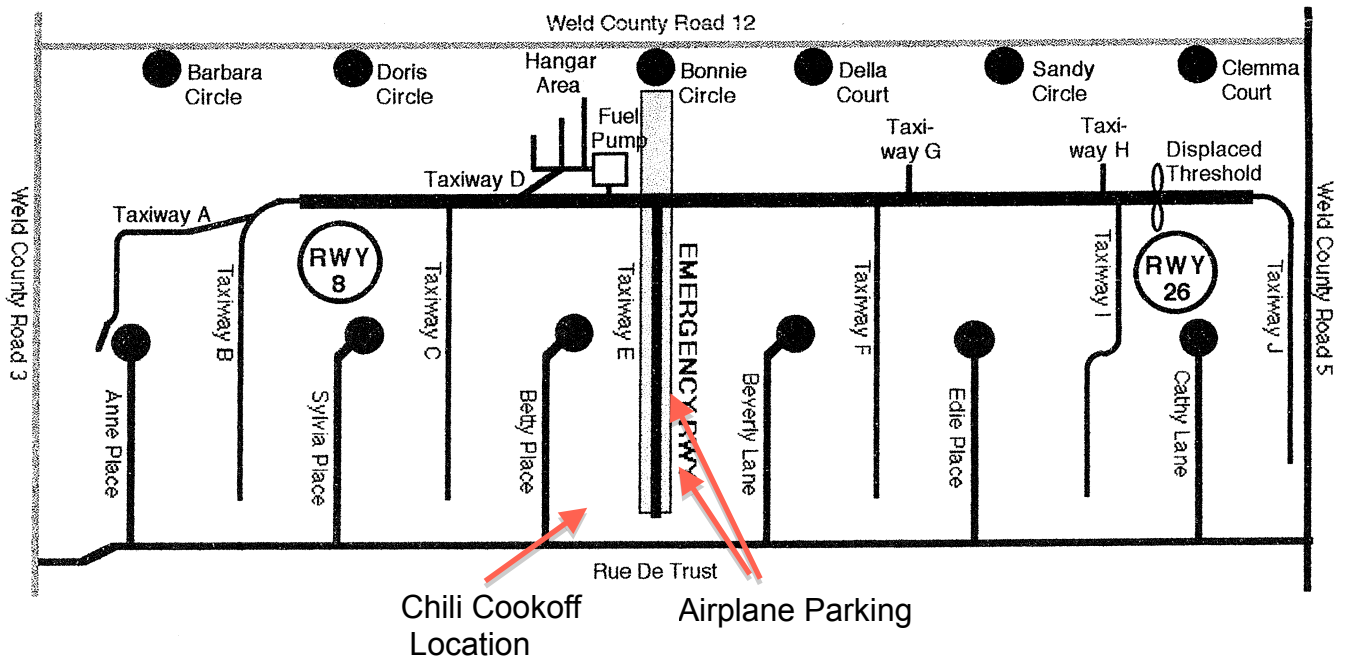 Weld County Road 12
Barbara
Circle
Doris
Circle
Hangar
Area
Bonnie
Circle
Della
Court
Sandy
Circle
Clemma
Court
Fuel
Pump
Taxi-
way G
Taxi-
way H
Displaced
Threshold
Taxiway D
Taxiway A
Weld County Road 3
Weld County Road 5
RWY
8
RWY
26
Taxiway B
Taxiway C
Taxiway E
EMERGENCY RWY
Taxiway F
Taxiway I
Taxiway J
Anne Place
Sylvia Place
Betty Place
Beverly Lane
Edie Place
Cathy Lane
Rue De Trust
Chili Cookoff
Location
Airplane Parking